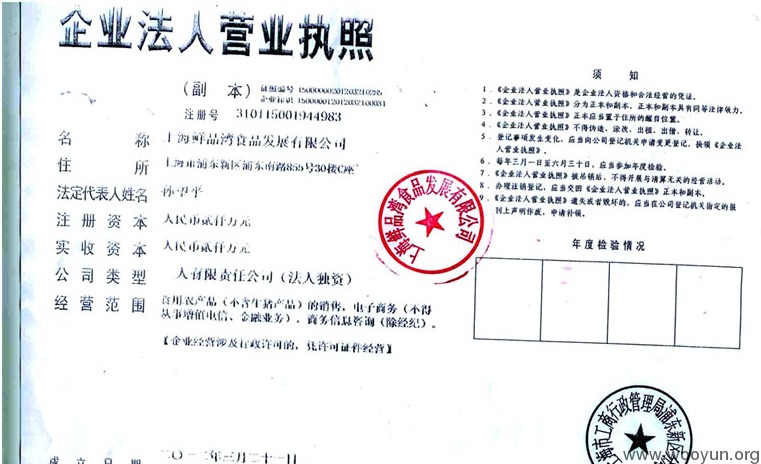 企业法人营业执照
(副 本)
证照编号 15000000201203210285
企业标识 15000001201203210003​1
注册号 310115001944983
名 称 上海鲜品湾食品发展有限公司
住 所 上海市浦东新区浦东南路855号30楼C座
法定代表人姓名 孙 平
注册资本 人民币贰仟万元
实收资本 人民币贰仟万元
公司类型 人有限责任公司(法人独资)
经营范围 食用农产品(不含生猪产品)的销售,电子商务(不得
从事增值电信、金融业务),商务信息咨询(除经纪)。
【企业经营涉及行政许可的,凭许可证件经营】
成立日期 二〇一二年三月二十一日
上海鲜品湾食品发展有限公司
须 知
1.《企业法人营业执照》是企业法人资格和合法经营的凭证。
2.《企业法人营业执照》分为正本和副本,正本和副本具有同等法律效力。
3.《企业法人营业执照》正本应当置于住所的醒目位置。
4.《企业法人营业执照》不得伪造、涂改、出租、出借、转让。
5.登记事项发生变化,应当向公司登记机关申请变更登记,换领《企业法
人营业执照》。
6.每年三月一日至六月三十日,应当参加年度检验。
7.《企业法人营业执照》被吊销后,不得开展与清算无关的经营活动。
8.办理注销登记,应当交回《企业法人营业执照》正本和副本。
9.《企业法人营业执照》遗失或者毁坏的,应当在公司登记机关指定的报
刊上声明作废,申请补领。
年度检验情况
上海市工商行政管理局浦东新区
www.wooyun.org